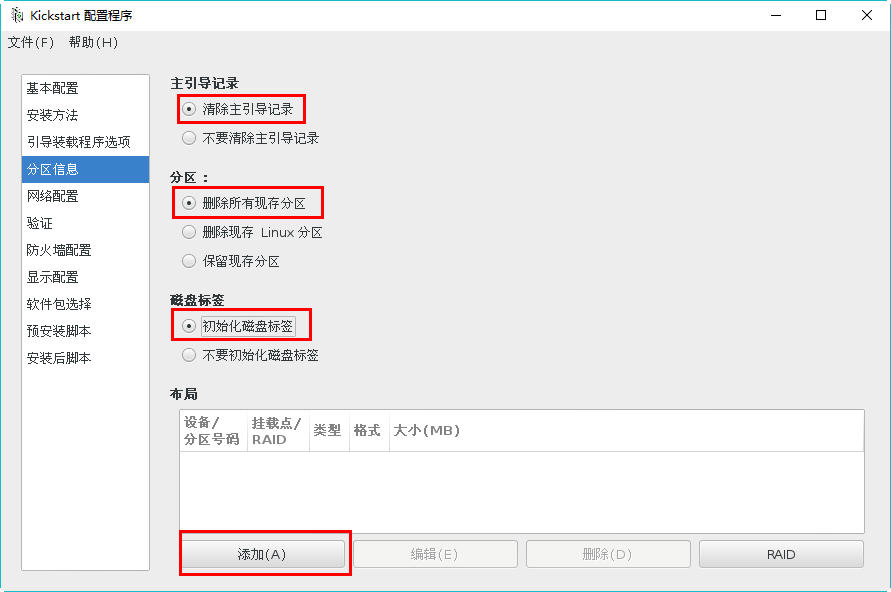 Kickstart 配置程序
文件(F) 帮助(H)
基本配置
安装方法
引导装载程序选项
分区信息
网络配置
验证
防火墙配置
显示配置
软件包选择
预安装脚本
安装后脚本
主引导记录
清除主引导记录
不要清除主引导记录
分区：
删除所有现存分区
删除现存 Linux 分区
保留现存分区
磁盘标签
初始化磁盘标签
不要初始化磁盘标签
布局
设备/
分区号码
挂载点/
RAID
类型
格式
大小(MB)
添加(A)
编辑(E)
删除(D)
RAID